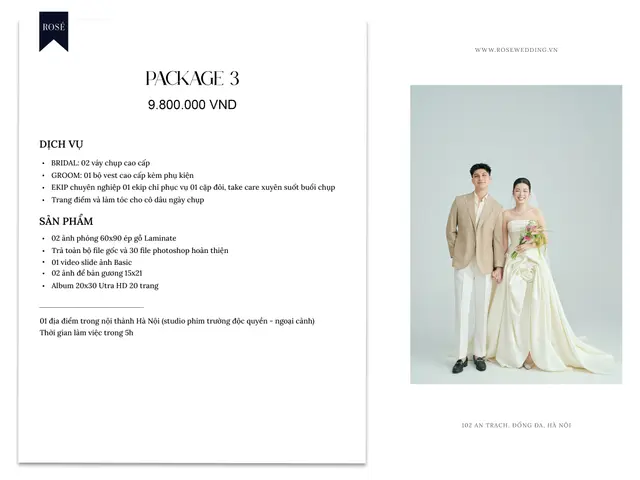 ROSÉ
PACKAGE 3
9.800.000 VND
DỊCH VỤ
• BRIDAL: 02 váy chụp cao cấp
• GROOM: 01 bộ vest cao cấp kèm phụ kiện
• EKIP chuyên nghiệp 01 ekip chỉ phục vụ 01 cặp đôi, take care xuyên suốt buổi chụp
• Trang điểm và làm tóc cho cô dâu ngày chụp
SẢN PHẨM
• 02 ảnh phóng 60x90 ép gỗ Laminate
• Trả toàn bộ file gốc và 30 file photoshop hoàn thiện
• 01 video slide ảnh Basic
• 02 ảnh để bàn gương 15x21
• Album 20x30 Utra HD 20 trang
01 địa điểm trong nội thành Hà Nội (studio phim trường độc quyền - ngoại cảnh)
Thời gian làm việc trong 5h
WWW.ROSEWEDDING.VN
102 AN TRẠCH, ĐỐNG ĐA, HÀ NỘI